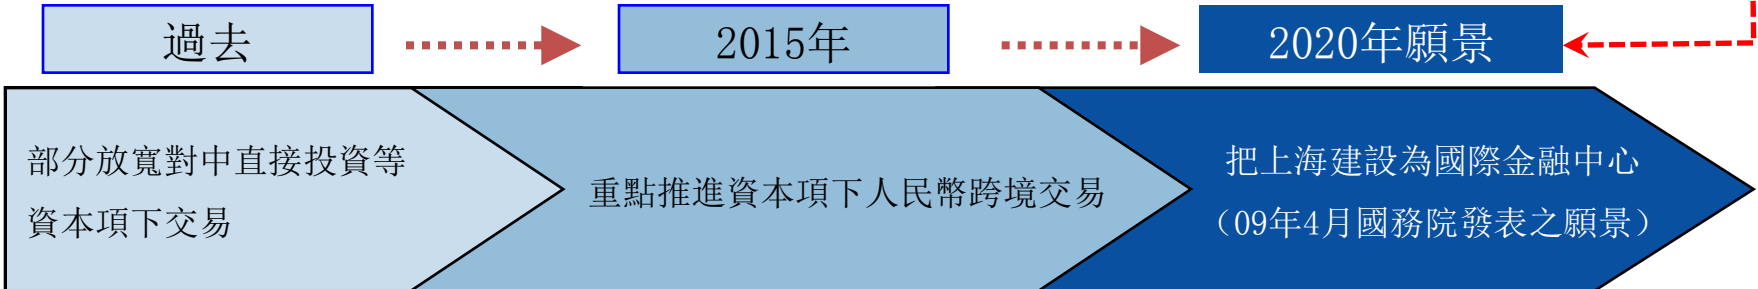 過去
2015年
2020年願景
部分放寬對中直接投資等
資本項下交易
重點推進資本項下人民幣跨境交易
把上海建設為國際金融中心
（09年4月國務院發表之願景）